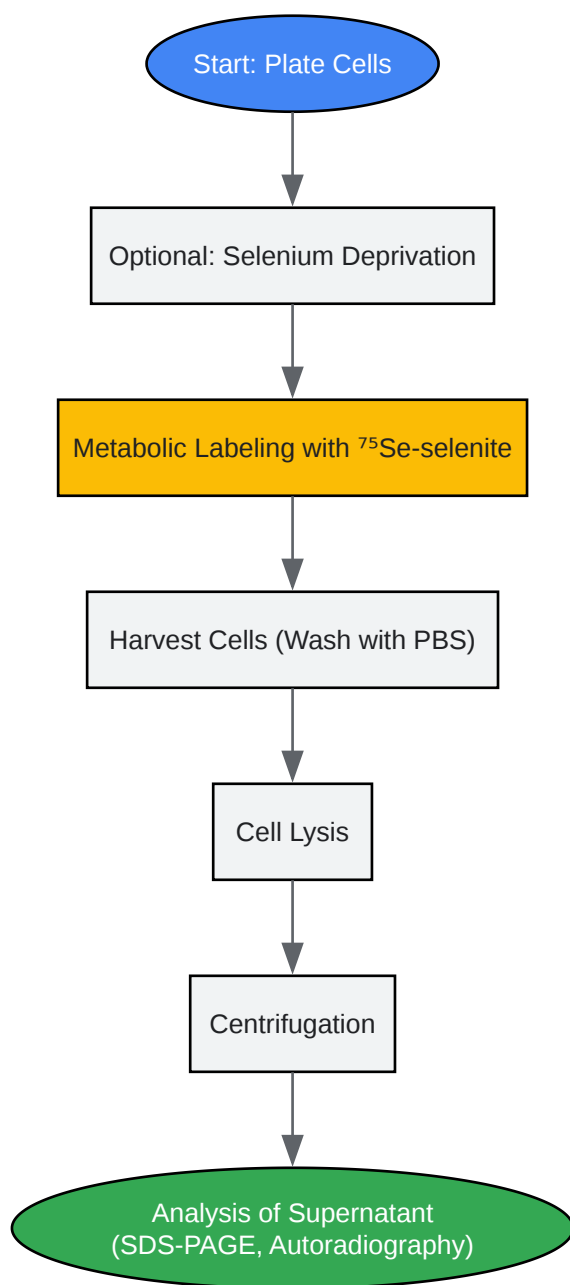 Start: Plate Cells
Optional: Selenium Deprivation
Metabolic Labeling with ⁷⁵Se-selenite
Harvest Cells (Wash with PBS)
Cell Lysis
Centrifugation
Analysis of Supernatant
(SDS-PAGE, Autoradiography)